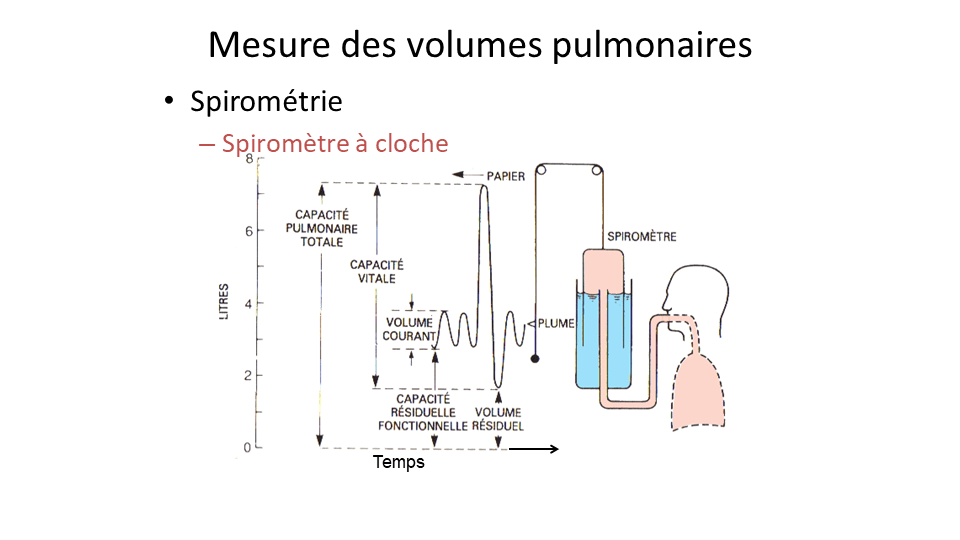 Mesure des volumes pulmonaires
• Spirométrie
– Spiromètre à cloche
8
6
4
2
0
LITRES
CAPACITÉ
PULMONAIRE
TOTALE
CAPACITÉ
VITALE
VOLUME
COURANT
CAPACITÉ
RÉSIDUELLE
FONCTIONNELLE
VOLUME
RÉSIDUEL
PAPIER
PLUME
SPIROMÈTRE
Temps